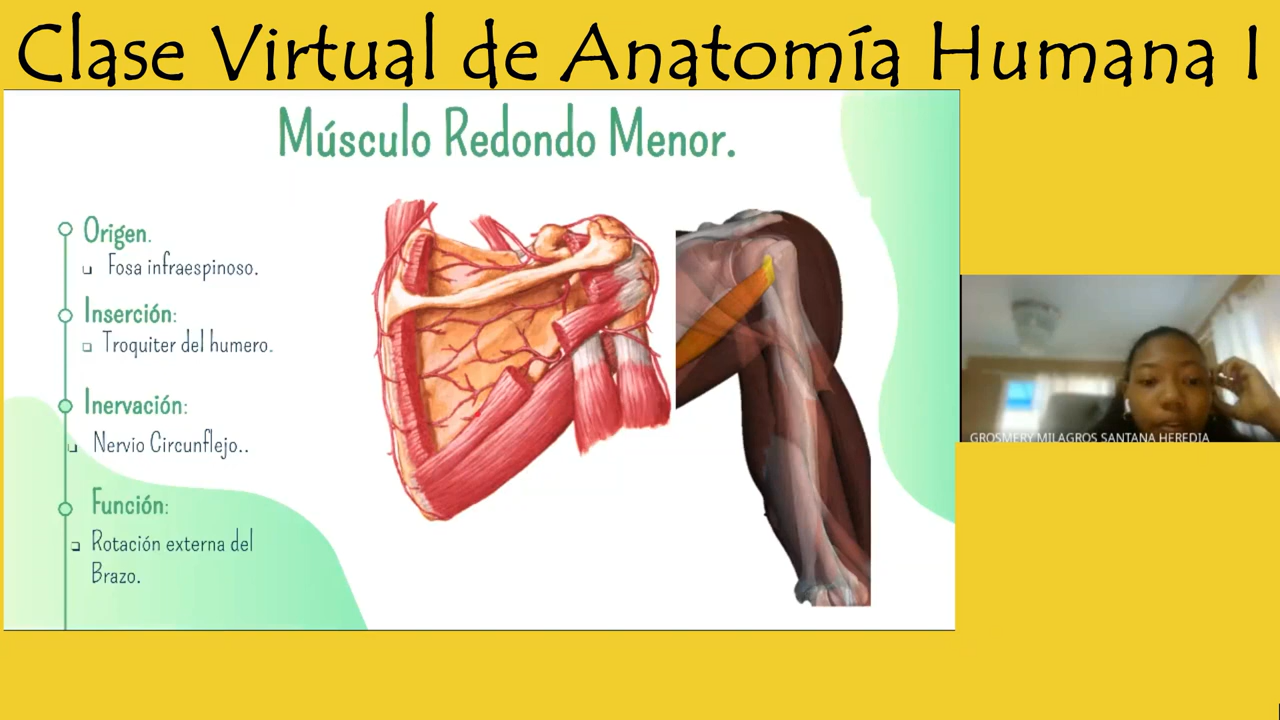 Clase Virtual de Anatomía Humana I
Músculo Redondo Menor.
Origen.
Fosa infraespinoso.
Inserción:
Troquiter del humero.
Inervación:
Nervio Circunflejo..
Función:
Rotación externa del
Brazo.
GROSMERY MILAGROS SANTANA HEREDIA